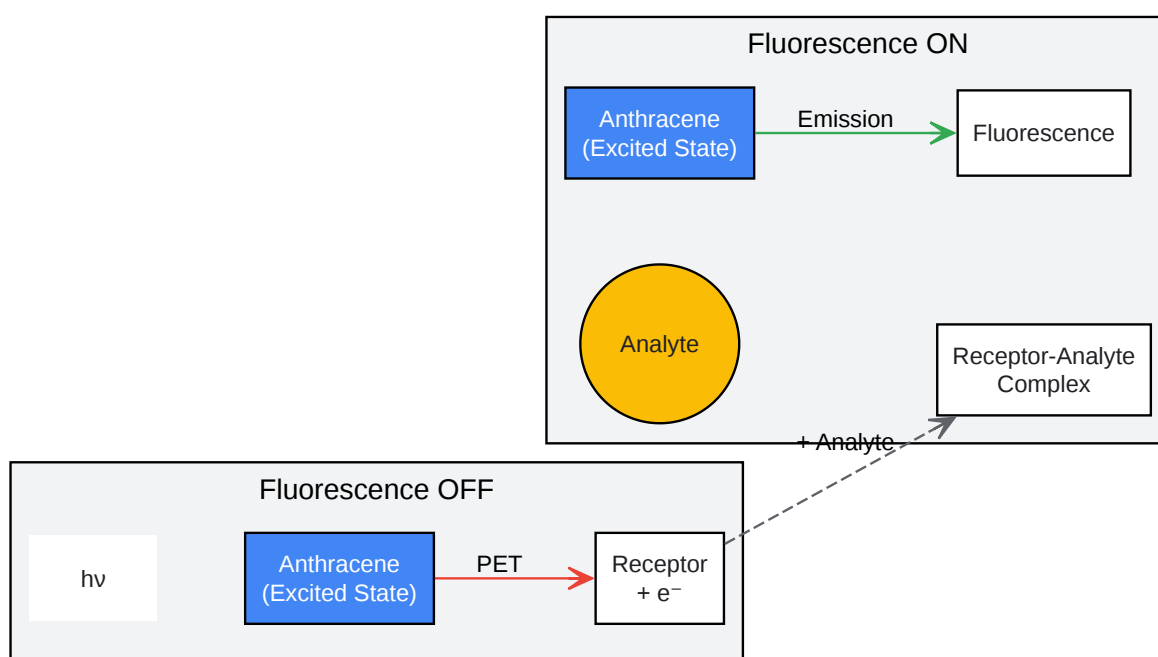 Fluorescence ON
Anthracene
(Excited State)
Emission
Fluorescence
Analyte
Receptor-Analyte
Complex
+ Analyte
Fluorescence OFF
hν
Anthracene
(Excited State)
PET
Receptor
+ e⁻